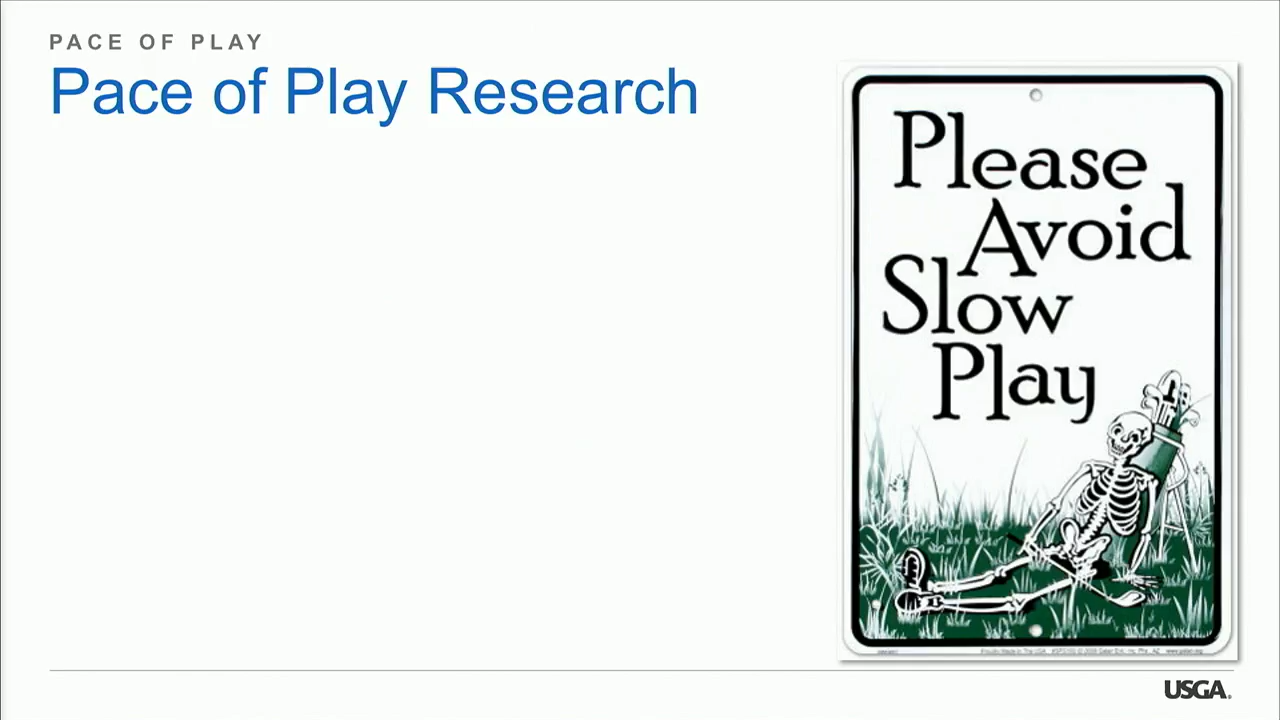 PACE OF PLAY
Pace of Play Research
Please
Avoid
Slow
Play
USGA